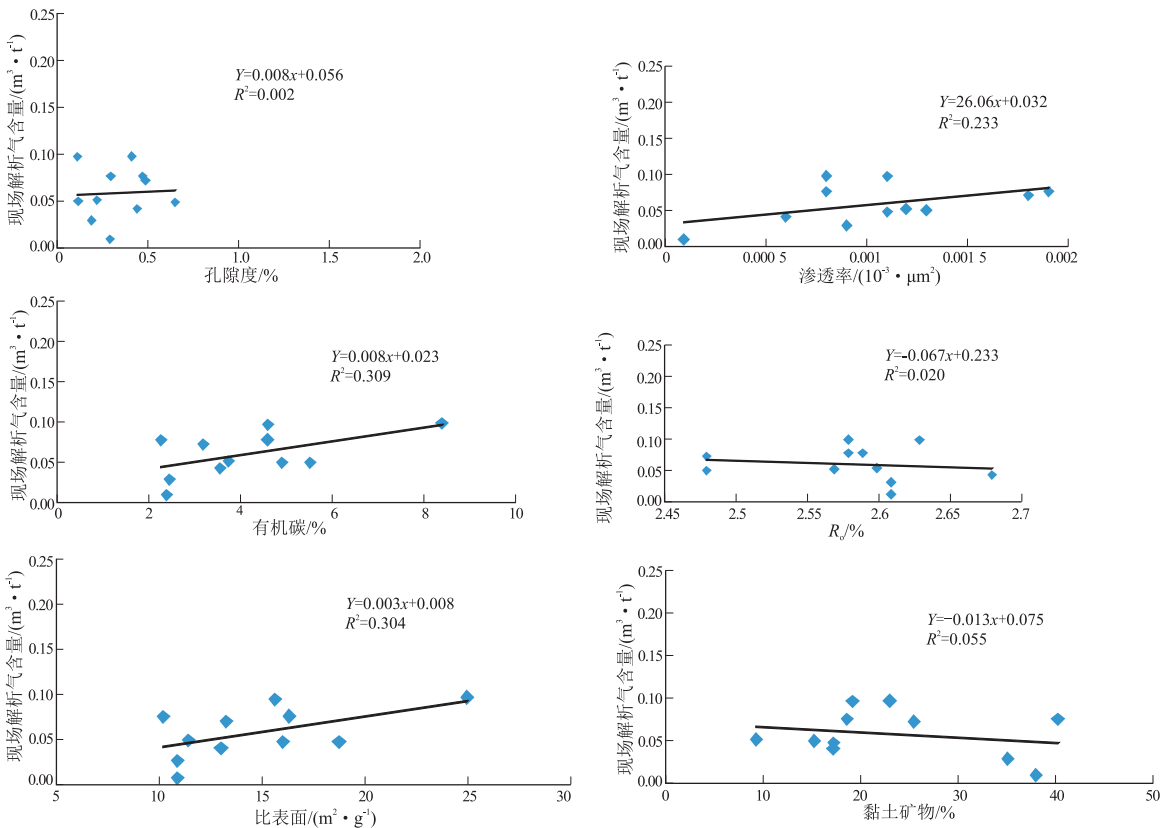 现场解析气含量/(m³•t⁻¹)
0.25
0.20
0.15
0.10
0.05
0.00
Y=0.008x+0.056
R²=0.002
0 0.5 1.0 1.5 2.0
孔隙度/%
现场解析气含量/(m³•t⁻¹)
0.25
0.20
0.15
0.10
0.05
0.00
Y=26.06x+0.032
R²=0.233
0 0.000 5 0.001 0.001 5 0.002
渗透率/(10⁻³•μm²)
现场解析气含量/(m³•t⁻¹)
0.25
0.20
0.15
0.10
0.05
0.00
Y=0.008x+0.023
R²=0.309
0 2 4 6 8 10
有机碳/%
现场解析气含量/(m³•t⁻¹)
0.25
0.20
0.15
0.10
0.05
0.00
Y=-0.067x+0.233
R²=0.020
2.45 2.5 2.55 2.6 2.65 2.7
Rₒ/%
现场解析气含量/(m³•t⁻¹)
0.25
0.20
0.15
0.10
0.05
0.00
Y=0.003x+0.008
R²=0.304
5 10 15 20 25 30
比表面/(m²•g⁻¹)
现场解析气含量/(m³•t⁻¹)
0.25
0.20
0.15
0.10
0.05
0.00
Y=−0.013x+0.075
R²=0.055
0 10 20 30 40 50
黏土矿物/%